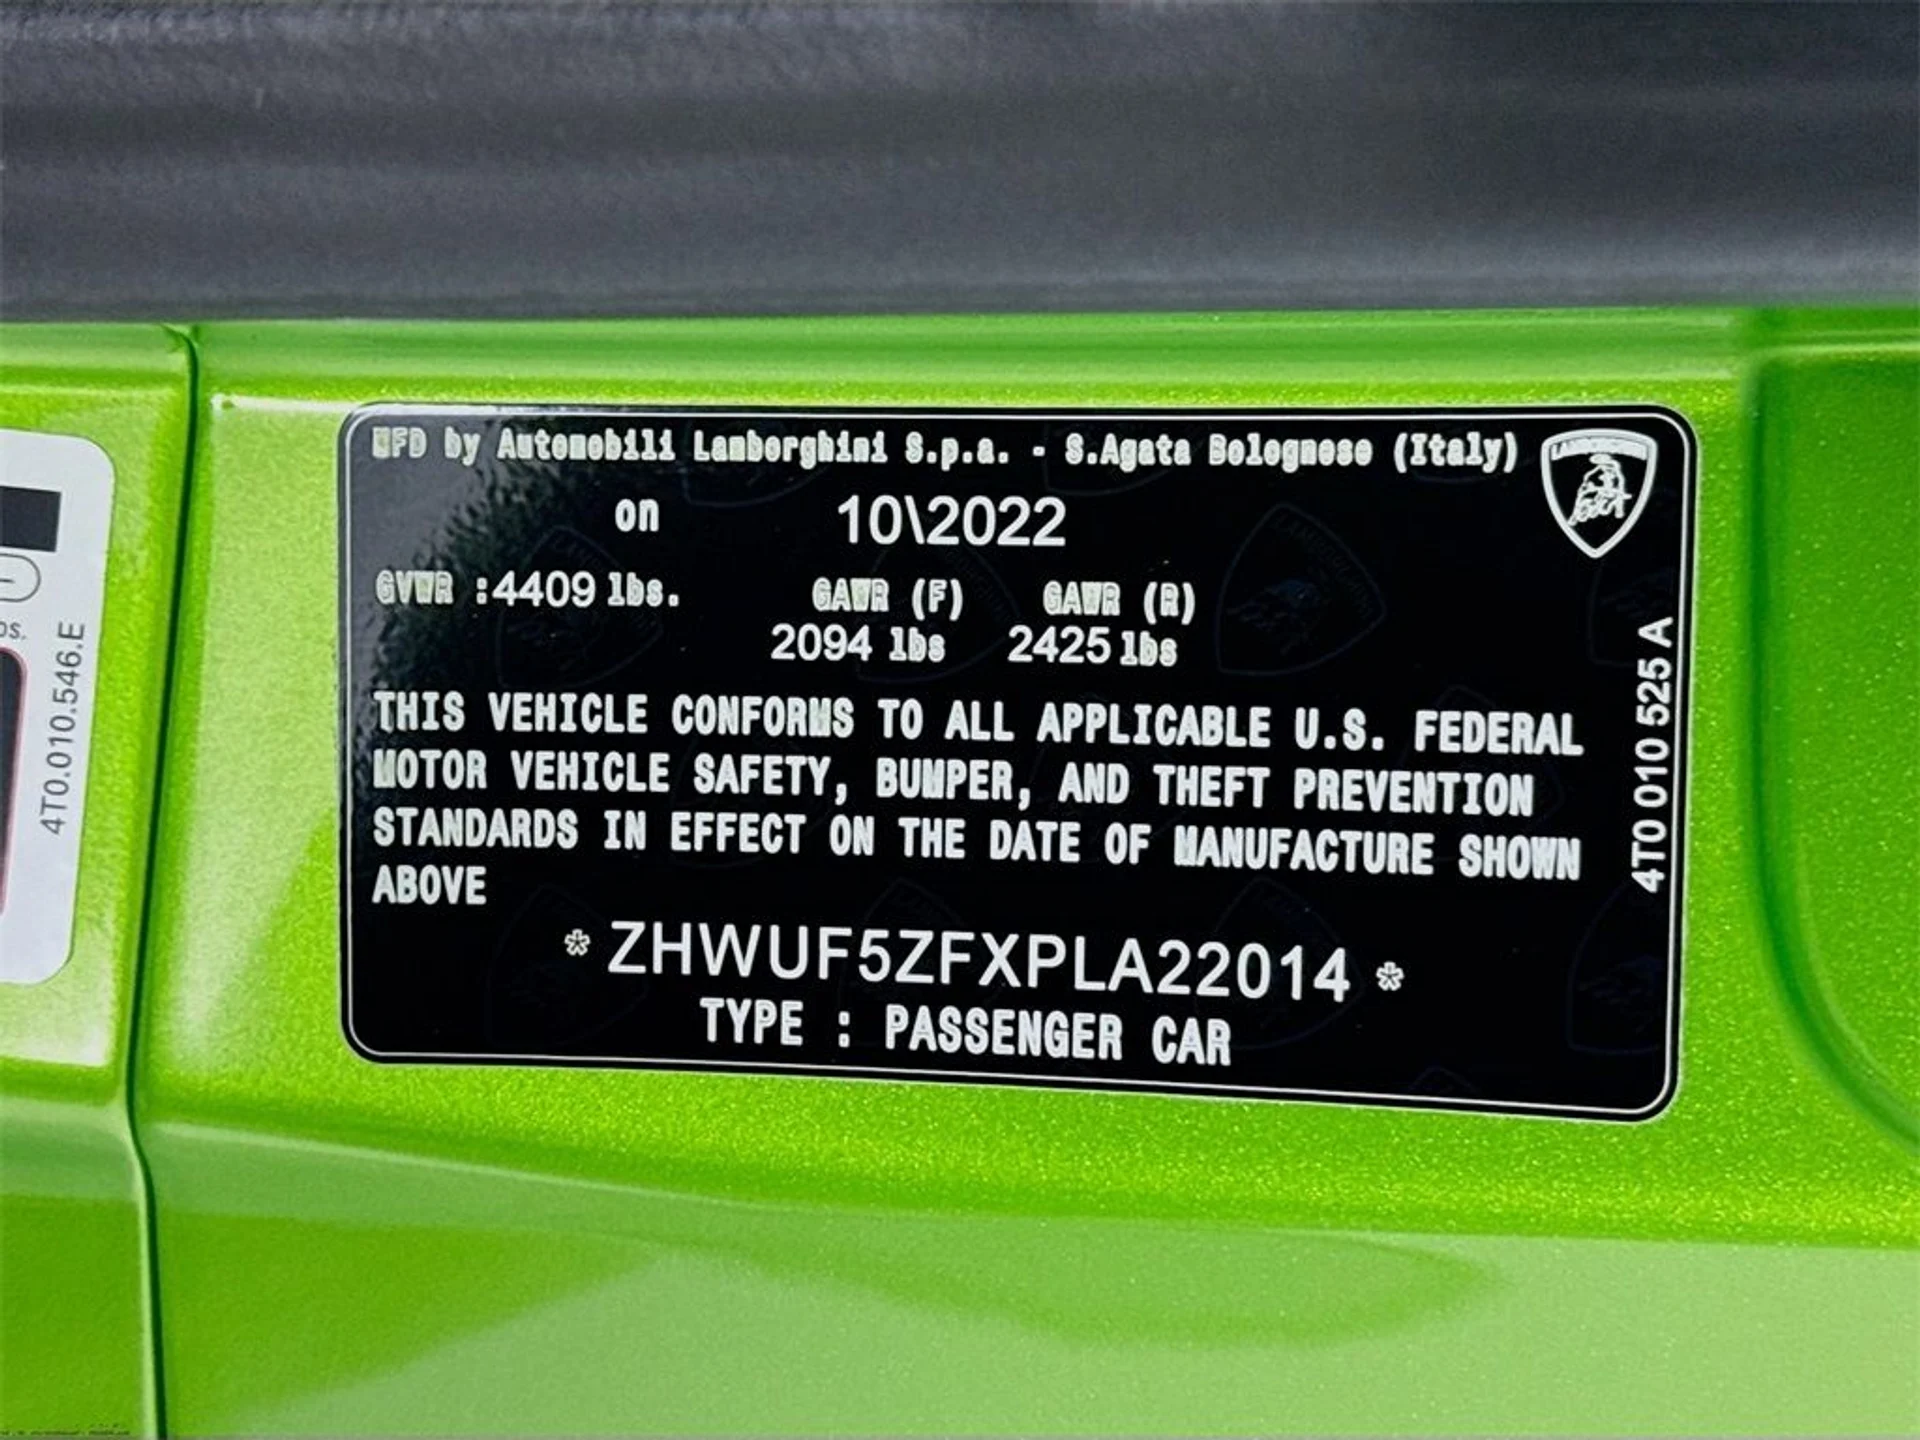 MFD by Automobili Lamborghini S.p.a. - S.Agata Bolognese (Italy)
LAMBORGHINI
on 10\2022
GVWR :4409 lbs. GAWR (F) GAWR (R)
2094 lbs 2425 lbs
THIS VEHICLE CONFORMS TO ALL APPLICABLE U.S. FEDERAL
MOTOR VEHICLE SAFETY, BUMPER, AND THEFT PREVENTION
STANDARDS IN EFFECT ON THE DATE OF MANUFACTURE SHOWN
ABOVE
* ZHWUF5ZFXPLA22014 *
TYPE : PASSENGER CAR
4T0 010 525 A
4T0.010.546.E